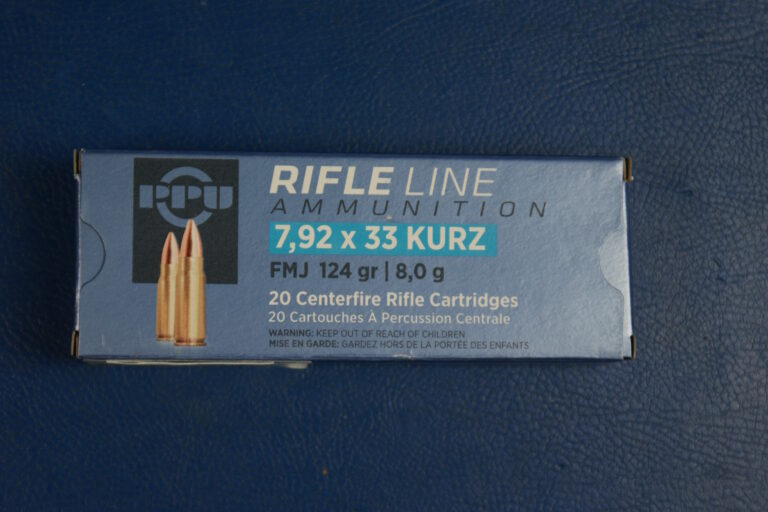 PPU
RIFLE LINE
AMMUNITION
7,92 x 33 KURZ
FMJ 124 gr | 8,0 g
20 Centerfire Rifle Cartridges
20 Cartouches À Percussion Centrale
WARNING: KEEP OUT OF REACH OF CHILDREN
MISE EN GARDE: GARDEZ HORS DE LA PORTÉE DES ENFANTS